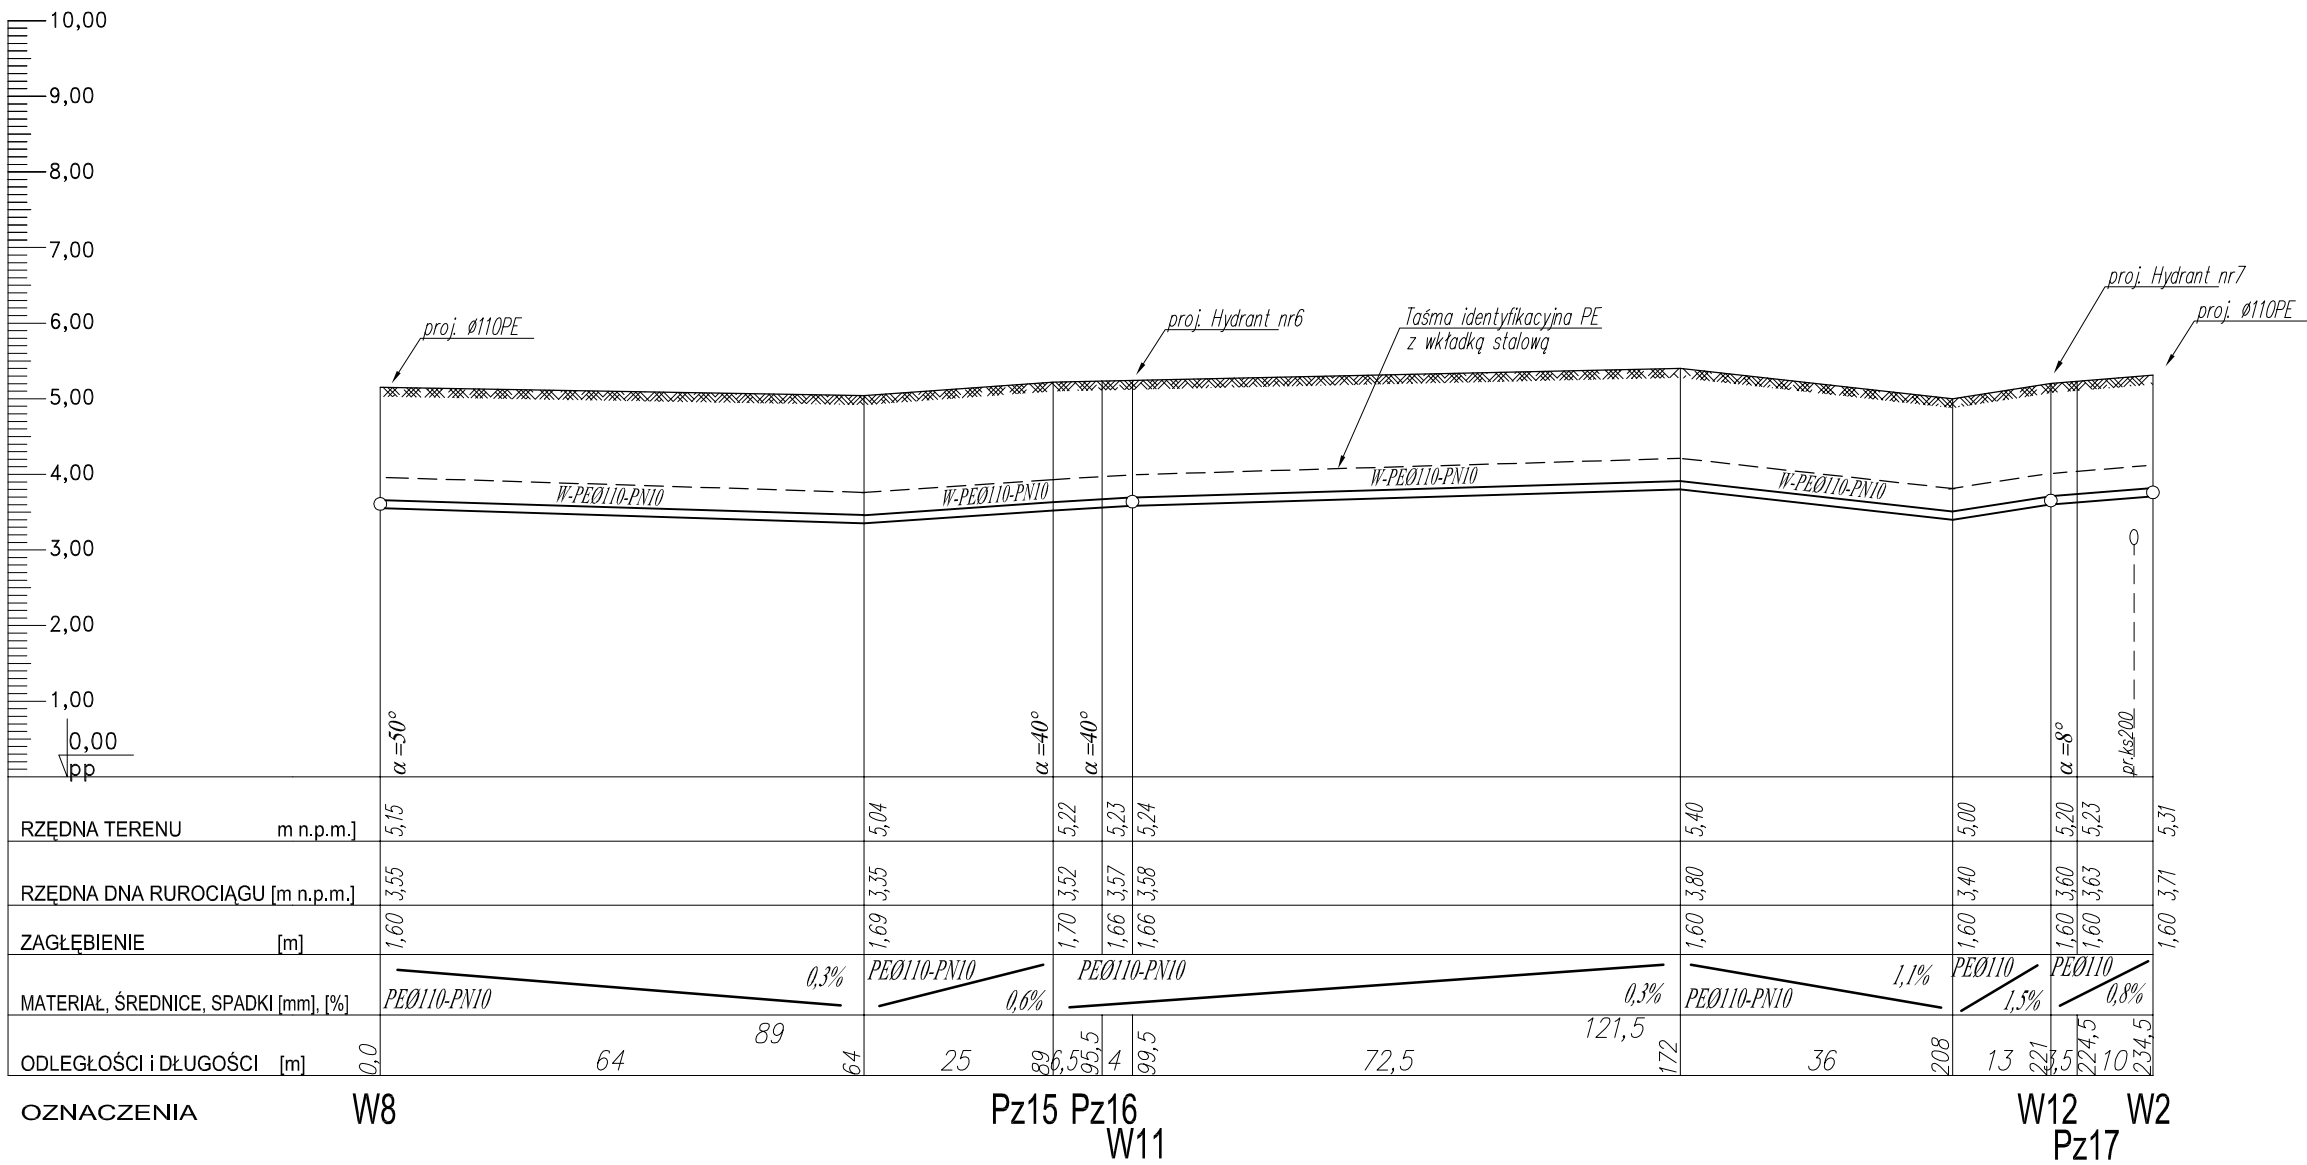 10,00
9,00
8,00
7,00
6,00
5,00
4,00
3,00
2,00
1,00
0,00
pp
proj. ø110PE
proj. Hydrant nr6
Taśma identyfikacyjna PE
z wkładką stalową
proj. Hydrant nr7
proj. ø110PE
W-PEØ110-PN10
W-PEØ110-PN10
W-PEØ110-PN10
W-PEØ110-PN10
α=50°
α=40°
α=40°
α=8°
pr.ks200
RZĘDNA TERENU m n.p.m.] 5,15 5,04 5,22 5,23 5,24 5,40 5,00 5,20 5,23 5,31
RZĘDNA DNA RUROCIĄGU [m n.p.m.] 3,55 3,35 3,52 3,57 3,58 3,80 3,40 3,60 3,63 3,71
ZAGŁĘBIENIE [m] 1,60 1,69 1,70 1,66 1,66 1,60 1,60 1,60 1,60 1,60
MATERIAŁ, ŚREDNICE, SPADKI [mm], [%] PEØ110-PN10 0,3% PEØ110-PN10 0,6% PEØ110-PN10 0,3% PEØ110-PN10 1,1% PEØ110 1,5% PEØ110 0,8%
89 121,5
ODLEGŁOŚCI i DŁUGOŚCI [m] 0,0 64 64 25 89 6,5 95,5 4 99,5 72,5 172 36 208 13 221 3,5 224,5 10 234,5
OZNACZENIA W8 Pz15 Pz16 W12 W2
W11 Pz17